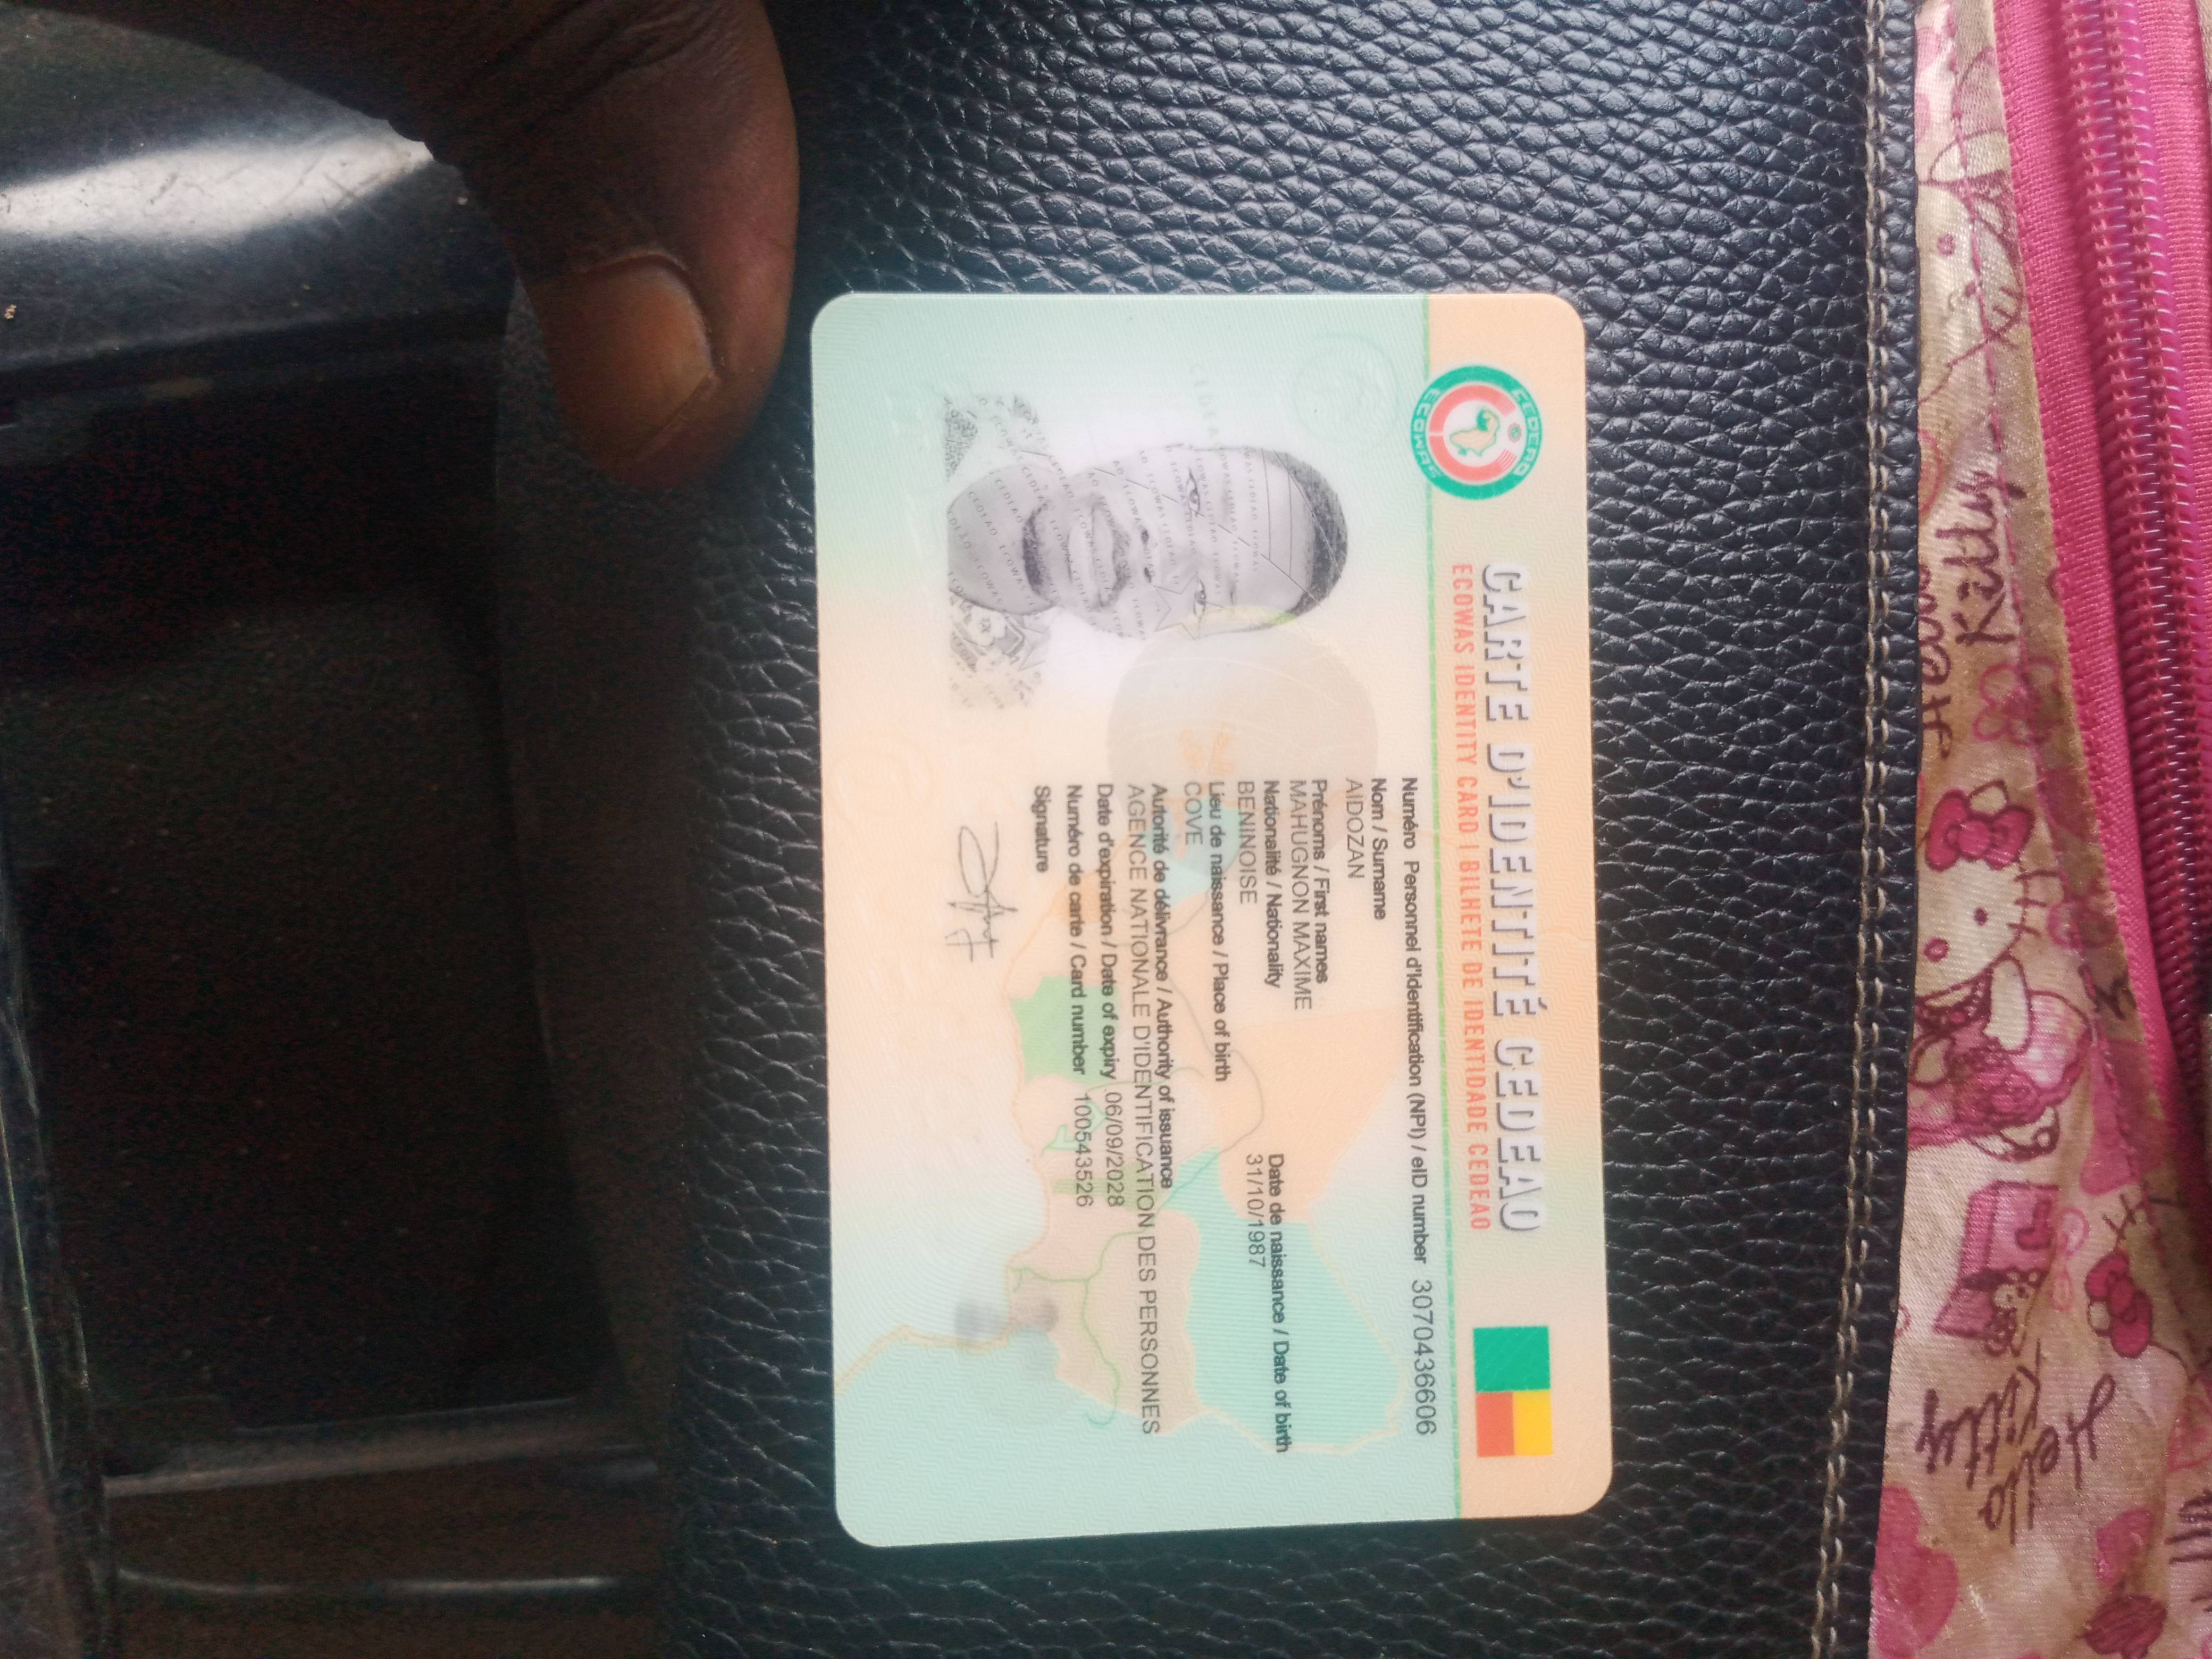 CEDEAO
ECOWAS
CARTE D'IDENTITÉ CEDEAO
ECOWAS IDENTITY CARD | BILHETE DE IDENTIDADE CEDEAO
Numéro Personnel d'Identification (NPI) / eID number 3070436606
Nom / Surname
AIDOZAN
Prénoms / First names
MAHUGNON MAXIME
Nationalité / Nationality Date de naissance / Date of birth
BENINOISE 31/10/1987
Lieu de naissance / Place of birth
COVE
Autorité de délivrance / Authority of issuance
AGENCE NATIONALE D'IDENTIFICATION DES PERSONNES
Date d'expiration / Date of expiry 06/09/2028
Numéro de carte / Card number 100543526
Signature
Kitty
Hello
Kitty